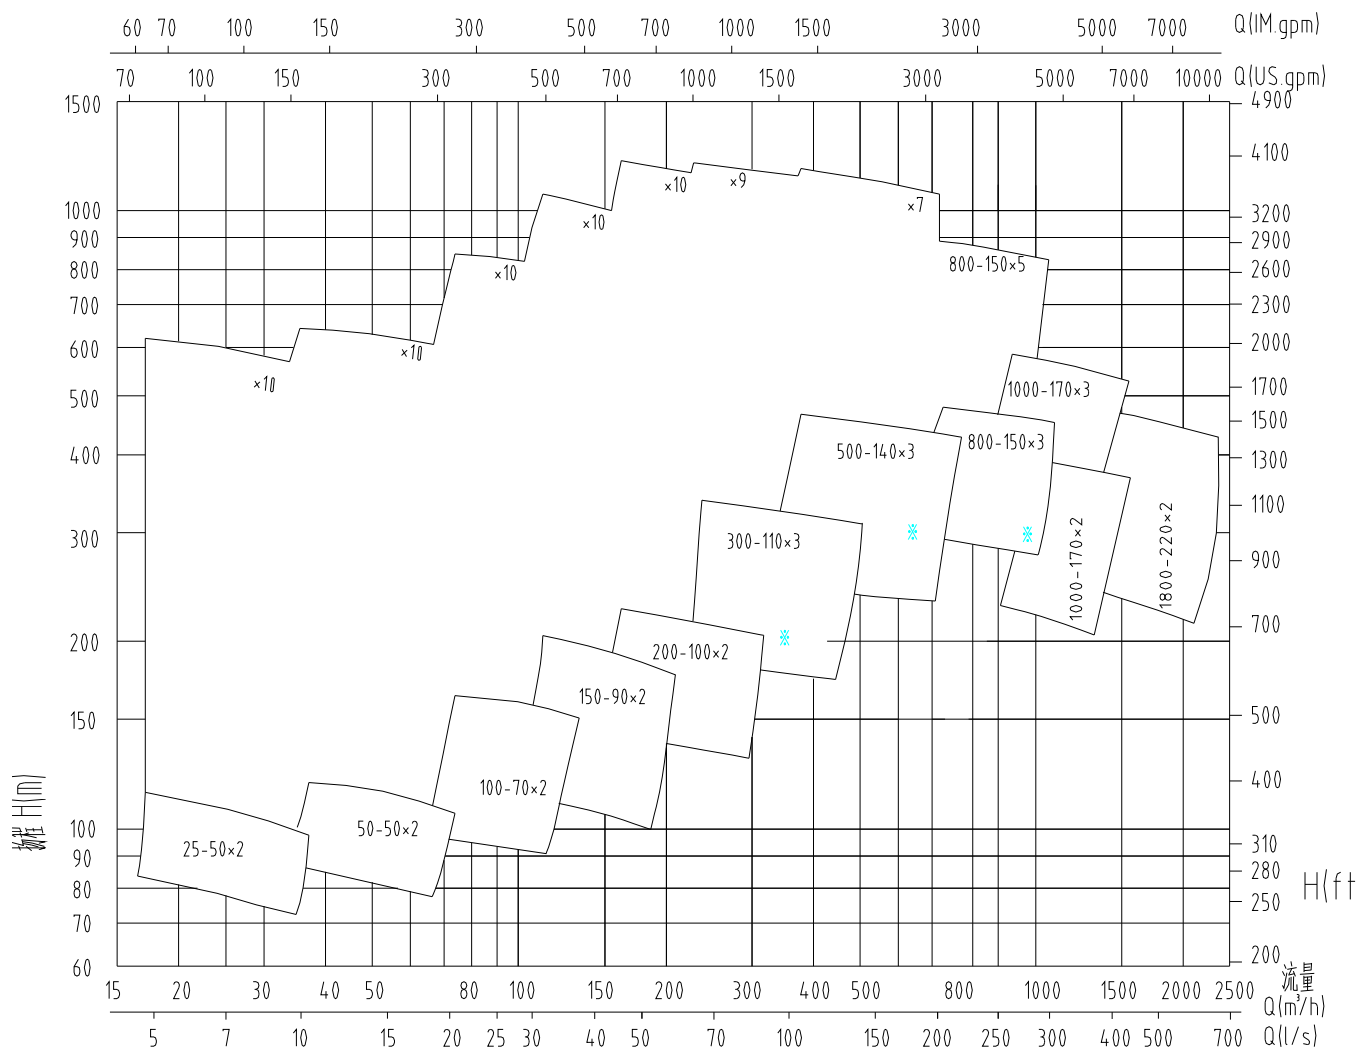 60 70 100 150 300 500 700 1000 1500 3000 5000 7000 Q(IM.gpm)
70 100 150 300 500 700 1000 1500 3000 5000 7000 10000 Q(US.gpm)
1500 4900
4100
×10 ×9
×10 ×7
1000 3200
900 2900
800 ×10 800-150×5 2600
700 2300
600 ×10 2000
×10 1000-170×3 1700
500 1500
400 500-140×3 800-150×3 1300
1100
300 300-110×3 1000-170×2 1800-220×2 900
700
200 200-100×2
150 150-90×2 500
100-70×2 400
扬程 H(m)
100 50-50×2 310
90 25-50×2 280
80 250 H(ft
70
60 200
流量
15 20 30 40 50 80 100 150 200 300 400 500 800 1000 1500 2000 2500 Q(m³/h)
5 7 10 15 20 25 30 40 50 70 100 150 200 250 300 400 500 700 Q(l/s)